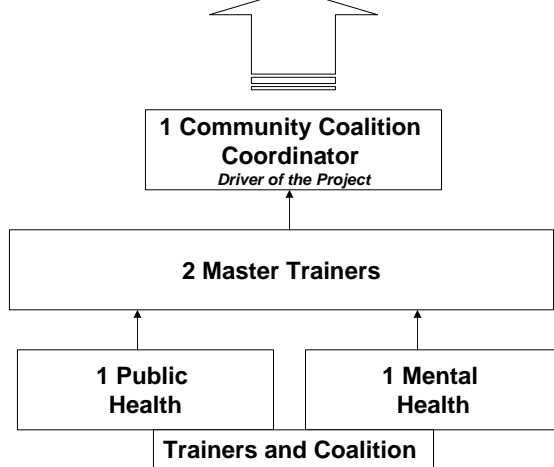 1 Community Coalition
Coordinator
Driver of the Project
2 Master Trainers
1 Public
Health
1 Mental
Health
Trainers and Coalition